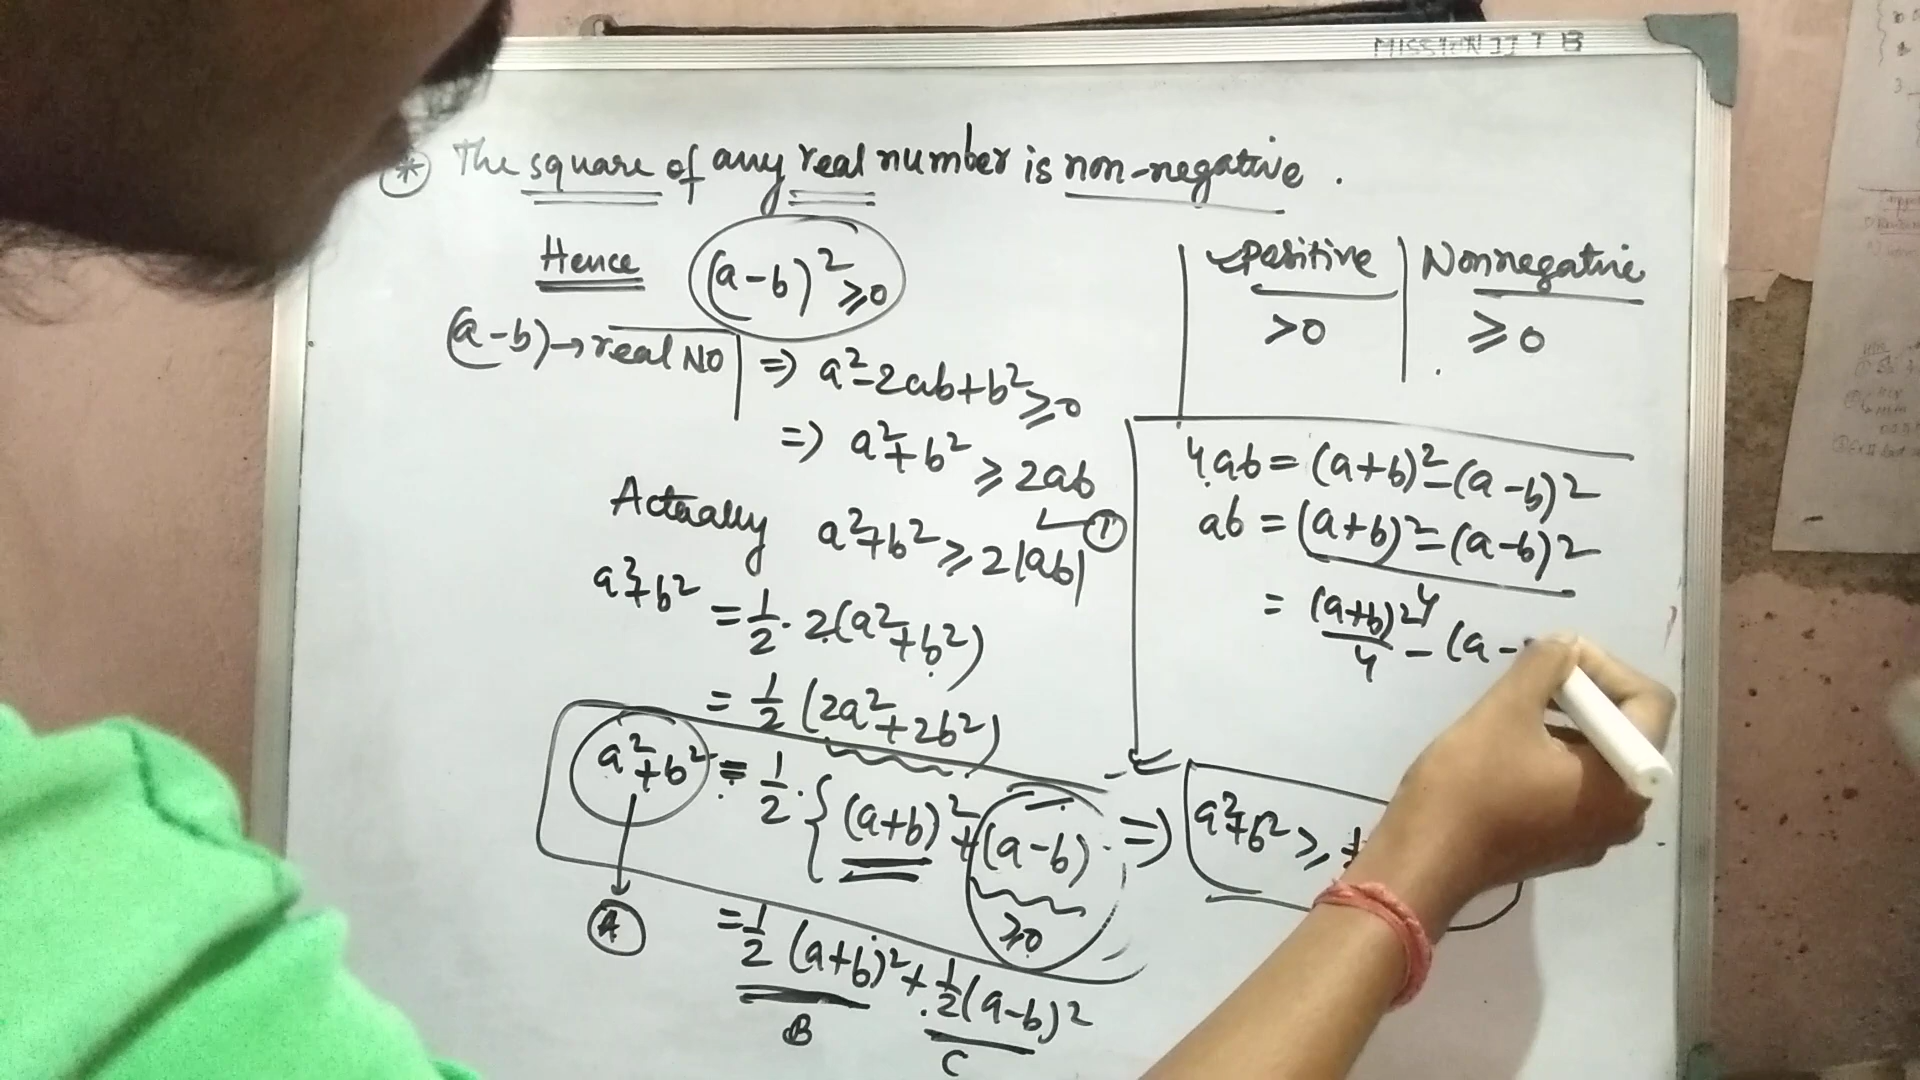 MISSION IIT B
* The square of any real number is non-negative.
Hence (a-b)² ≥0
(a-b)→real NO
⇒ a²-2ab+b²≥0
⇒ a²+b² ≥ 2ab
①
Actually a²+b² ≥ 2|ab|
a²+b² = 1/2 · 2(a²+b²)
= 1/2 (2a²+2b²)
a²+b² = 1/2 · {(a+b)²+(a-b)
≥0
A
= 1/2 (a+b)² + 1/2 (a-b)²
B
C
Positive | Nonnegative
>0 | ≥0
4ab = (a+b)²-(a-b)²
ab = (a+b)²-(a-b)²
4
= (a+b)²/4 - (a-
⇒ a²+b² ≥